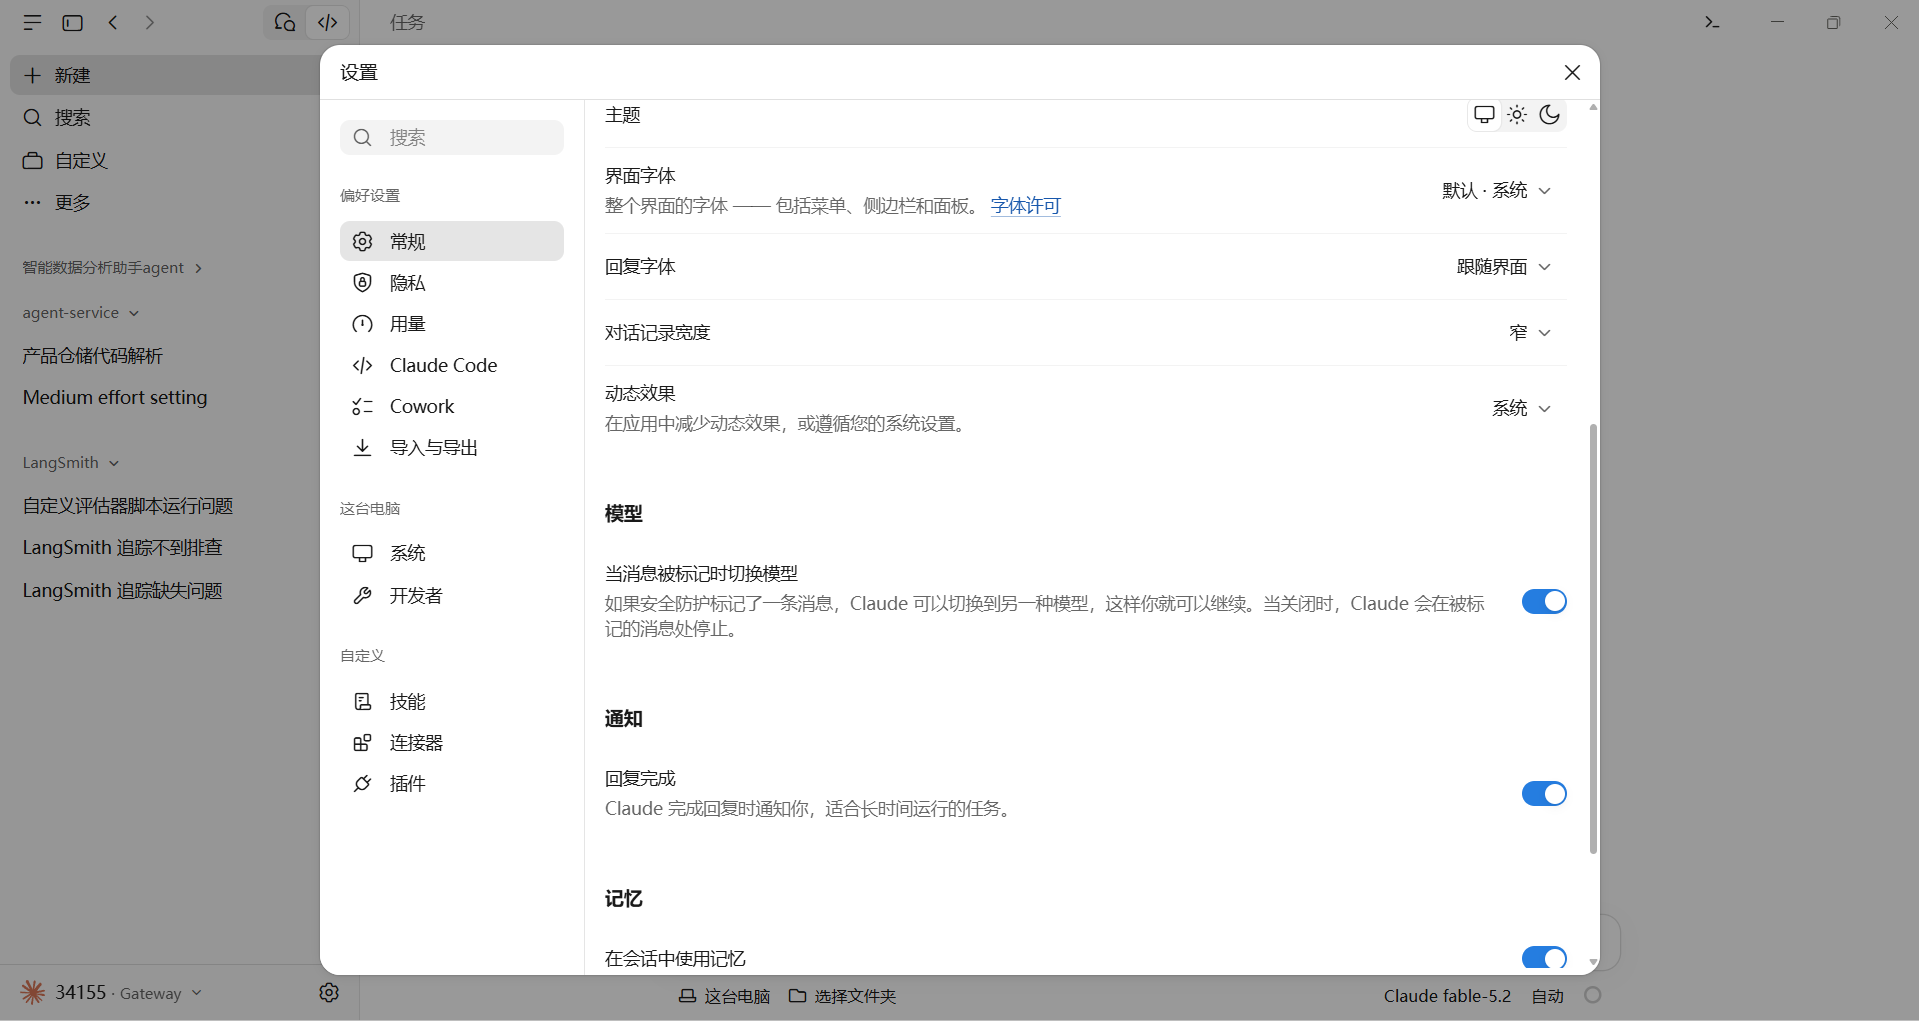 任务
新建
搜索
自定义
更多
智能数据分析助手agent
agent-service
产品仓储代码解析
Medium effort setting
LangSmith
自定义评估器脚本运行问题
LangSmith 追踪不到排查
LangSmith 追踪缺失问题
34155 · Gateway
设置
搜索
偏好设置
常规
隐私
用量
Claude Code
Cowork
导入与导出
这台电脑
系统
开发者
自定义
技能
连接器
插件
主题
界面字体
整个界面的字体 —— 包括菜单、侧边栏和面板。 字体许可
默认 · 系统
回复字体
跟随界面
对话记录宽度
窄
动态效果
在应用中减少动态效果，或遵循您的系统设置。
系统
模型
当消息被标记时切换模型
如果安全防护标记了一条消息，Claude 可以切换到另一种模型，这样你就可以继续。当关闭时，Claude 会在被标
记的消息处停止。
通知
回复完成
Claude 完成回复时通知你，适合长时间运行的任务。
记忆
在会话中使用记忆
这台电脑
选择文件夹
Claude fable-5.2
自动